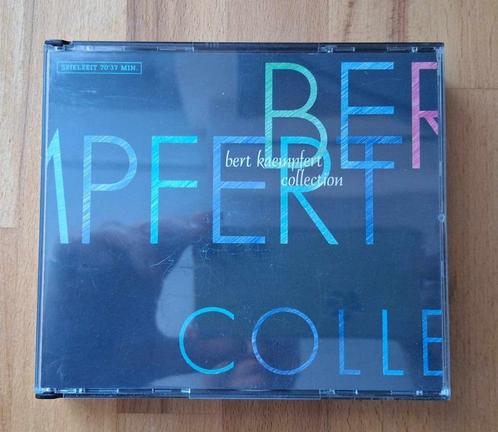 SPIELZEIT 70'37 MIN.
BER
MPFERT
bert kaempfert
collection
COLLE